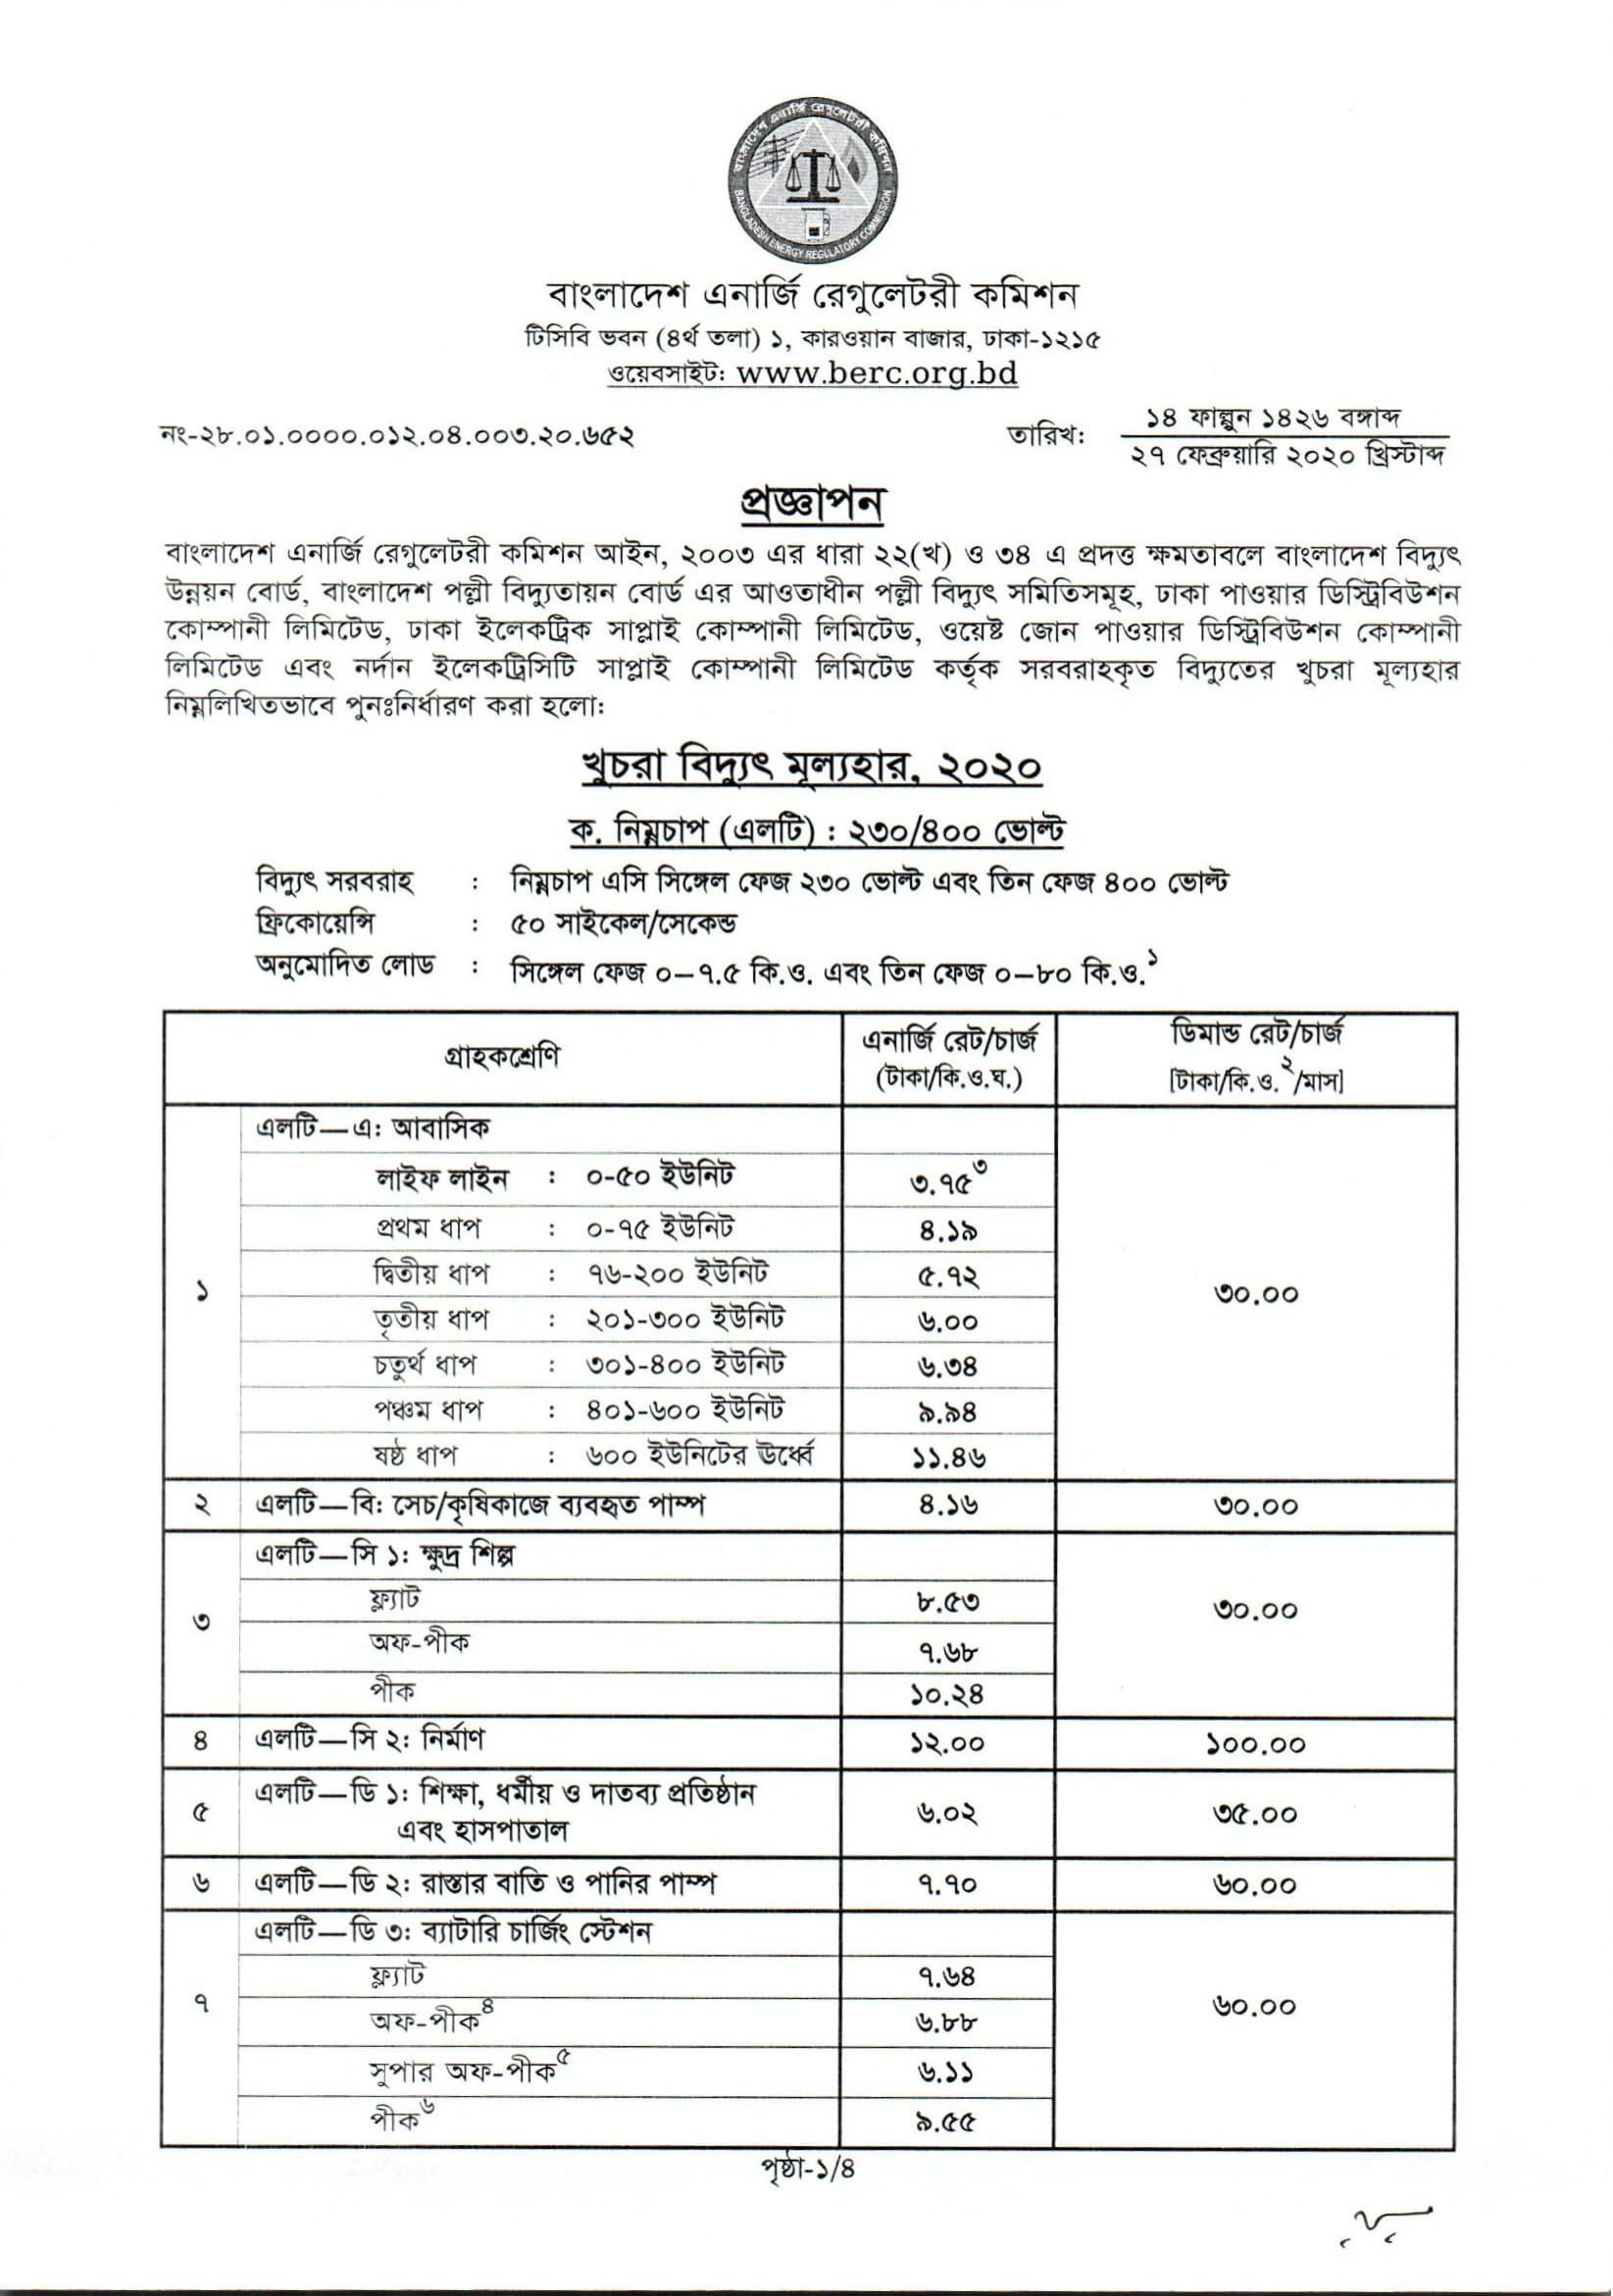 বাংলাদেশ এনার্জি রেগুলেটরী কমিশন
BANGLADESH ENERGY REGULATORY COMMISSION
বাংলাদেশ এনার্জি রেগুলেটরী কমিশন
টিসিবি ভবন (৪র্থ তলা) ১, কারওয়ান বাজার, ঢাকা-১২১৫
ওয়েবসাইট: www.berc.org.bd
নং-২৮.০১.০০০০.০১২.০৪.০০৩.২০.৬৫২
তারিখ: ১৪ ফাল্গুন ১৪২৬ বঙ্গাব্দ
২৭ ফেব্রুয়ারি ২০২০ খ্রিস্টাব্দ
প্রজ্ঞাপন
বাংলাদেশ এনার্জি রেগুলেটরী কমিশন আইন, ২০০৩ এর ধারা ২২(খ) ও ৩৪ এ প্রদত্ত ক্ষমতাবলে বাংলাদেশ বিদ্যুৎ
উন্নয়ন বোর্ড, বাংলাদেশ পল্লী বিদ্যুতায়ন বোর্ড এর আওতাধীন পল্লী বিদ্যুৎ সমিতিসমূহ, ঢাকা পাওয়ার ডিস্ট্রিবিউশন
কোম্পানী লিমিটেড, ঢাকা ইলেকট্রিক সাপ্লাই কোম্পানী লিমিটেড, ওয়েষ্ট জোন পাওয়ার ডিস্ট্রিবিউশন কোম্পানী
লিমিটেড এবং নর্দান ইলেকট্রিসিটি সাপ্লাই কোম্পানী লিমিটেড কর্তৃক সরবরাহকৃত বিদ্যুতের খুচরা মূল্যহার
নিম্নলিখিতভাবে পুনঃনির্ধারণ করা হলো:
খুচরা বিদ্যুৎ মূল্যহার, ২০২০
ক. নিম্নচাপ (এলটি) : ২৩০/৪০০ ভোল্ট
বিদ্যুৎ সরবরাহ : নিম্নচাপ এসি সিঙ্গেল ফেজ ২৩০ ভোল্ট এবং তিন ফেজ ৪০০ ভোল্ট
ফ্রিকোয়েন্সি : ৫০ সাইকেল/সেকেন্ড
অনুমোদিত লোড : সিঙ্গেল ফেজ ০–৭.৫ কি.ও. এবং তিন ফেজ ০–৮০ কি.ও.১
গ্রাহকশ্রেণি এনার্জি রেট/চার্জ ডিমান্ড রেট/চার্জ
(টাকা/কি.ও.ঘ.) [টাকা/কি.ও.২/মাস]
এলটি—এ: আবাসিক
লাইফ লাইন : ০-৫০ ইউনিট ৩.৭৫৩
প্রথম ধাপ : ০-৭৫ ইউনিট ৪.১৯
দ্বিতীয় ধাপ : ৭৬-২০০ ইউনিট ৫.৭২
১ ৩০.০০
তৃতীয় ধাপ : ২০১-৩০০ ইউনিট ৬.০০
চতুর্থ ধাপ : ৩০১-৪০০ ইউনিট ৬.৩৪
পঞ্চম ধাপ : ৪০১-৬০০ ইউনিট ৯.৯৪
ষষ্ঠ ধাপ : ৬০০ ইউনিটের ঊর্ধ্বে ১১.৪৬
২ এলটি—বি: সেচ/কৃষিকাজে ব্যবহৃত পাম্প ৪.১৬ ৩০.০০
এলটি—সি ১: ক্ষুদ্র শিল্প
ফ্ল্যাট ৮.৫৩
৩ ৩০.০০
অফ-পীক ৭.৬৮
পীক ১০.২৪
৪ এলটি—সি ২: নির্মাণ ১২.০০ ১০০.০০
৫ এলটি—ডি ১: শিক্ষা, ধর্মীয় ও দাতব্য প্রতিষ্ঠান ৬.০২ ৩৫.০০
এবং হাসপাতাল
৬ এলটি—ডি ২: রাস্তার বাতি ও পানির পাম্প ৭.৭০ ৬০.০০
এলটি—ডি ৩: ব্যাটারি চার্জিং স্টেশন
ফ্ল্যাট ৭.৬৪
৭ ৬০.০০
অফ-পীক৪ ৬.৮৮
সুপার অফ-পীক৫ ৬.১১
পীক৬ ৯.৫৫
পৃষ্ঠা-১/৪